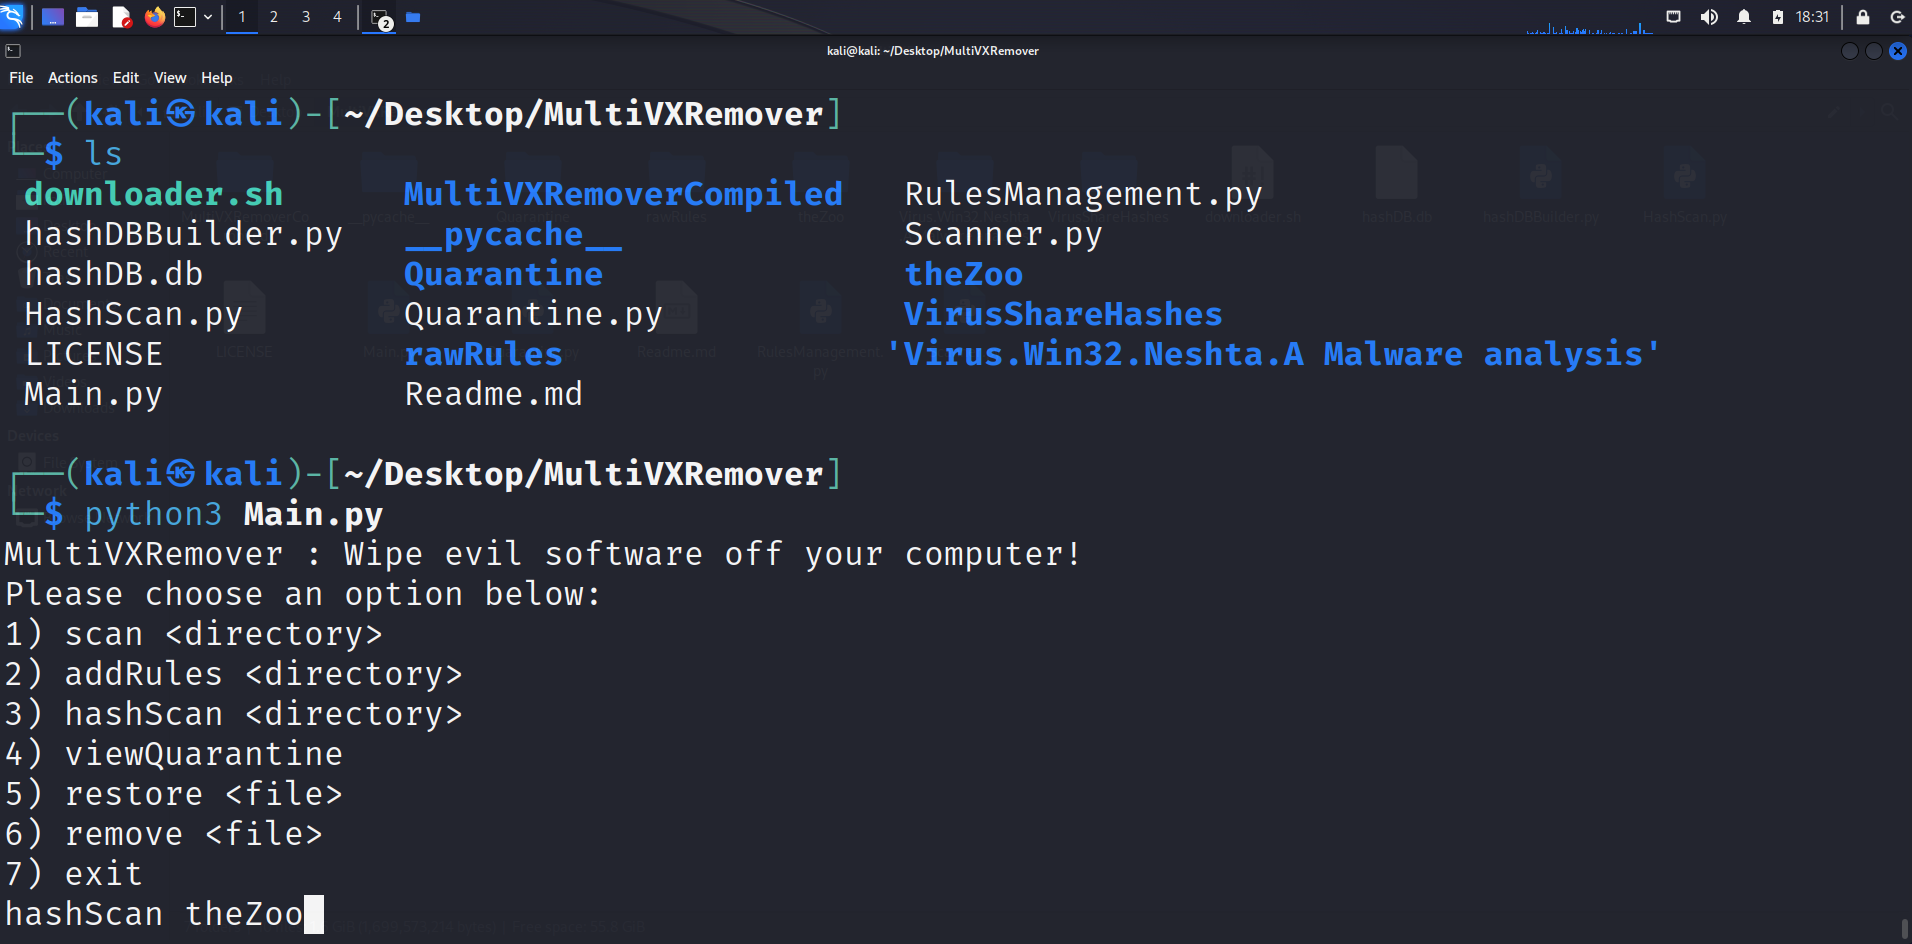 1 2 3 4 2 18:31
kali@kali: ~/Desktop/MultiVXRemover
File Actions Edit View Help
┌──(kali㉿kali)-[~/Desktop/MultiVXRemover]
└─$ ls
downloader.sh MultiVXRemoverCompiled RulesManagement.py
hashDBBuilder.py __pycache__ Scanner.py
hashDB.db Quarantine theZoo
HashScan.py Quarantine.py VirusShareHashes
LICENSE rawRules 'Virus.Win32.Neshta.A Malware analysis'
Main.py Readme.md
┌──(kali㉿kali)-[~/Desktop/MultiVXRemover]
└─$ python3 Main.py
MultiVXRemover : Wipe evil software off your computer!
Please choose an option below:
1) scan <directory>
2) addRules <directory>
3) hashScan <directory>
4) viewQuarantine
5) restore <file>
6) remove <file>
7) exit
hashScan theZoo